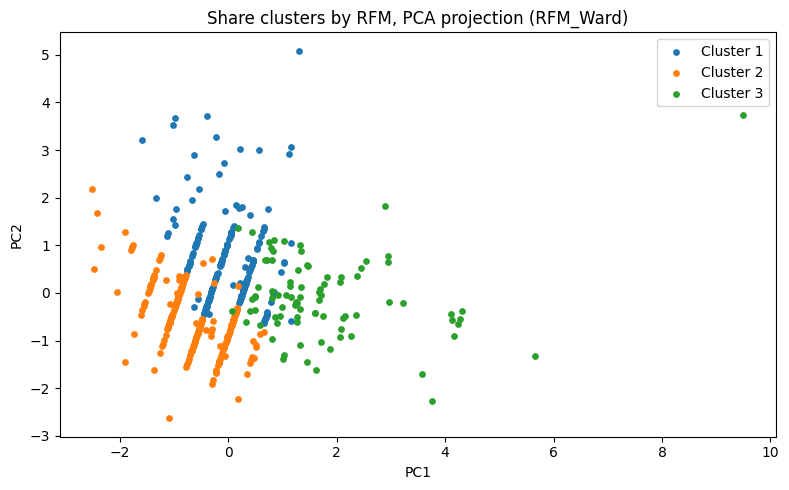 Share clusters by RFM, PCA projection (RFM_Ward)
Cluster 1
Cluster 2
Cluster 3
5
4
3
2
1
0
−1
−2
−3
PC2
−2
0
2
4
6
8
10
PC1